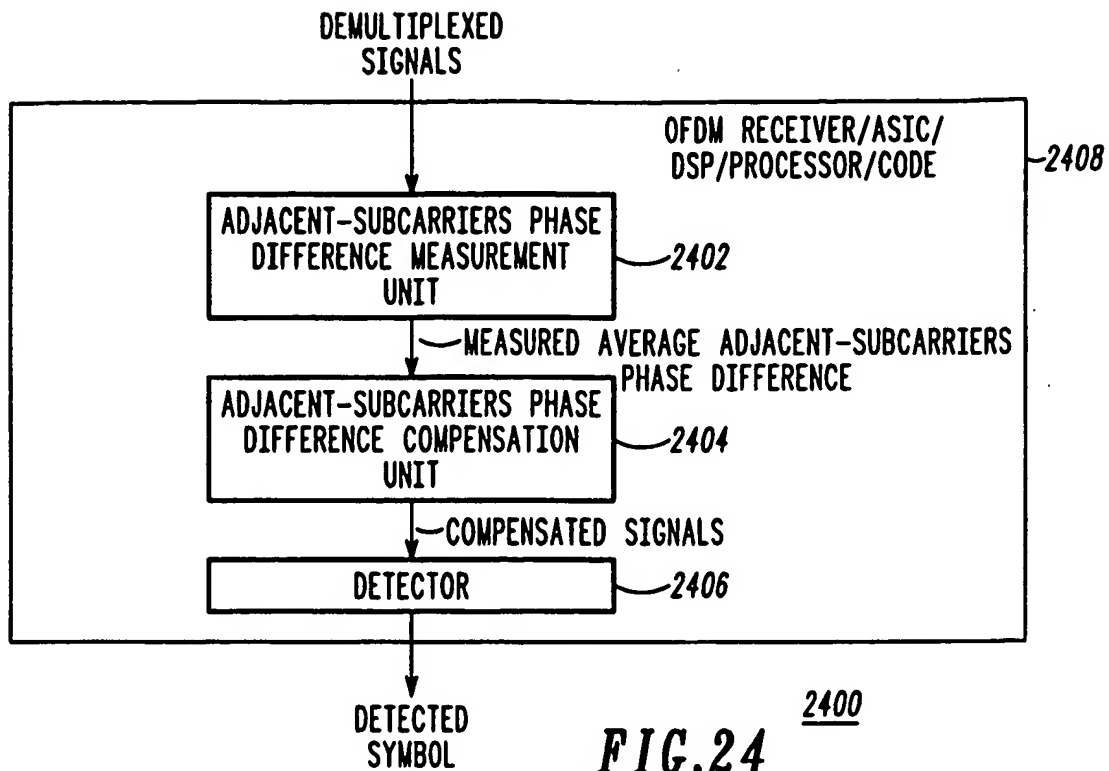 DEMULTIPLEXED
SIGNALS
OFDM RECEIVER/ASIC/
DSP/PROCESSOR/CODE
2408
ADJACENT-SUBCARRIERS PHASE
DIFFERENCE MEASUREMENT
UNIT
2402
MEASURED AVERAGE ADJACENT-SUBCARRIERS
PHASE DIFFERENCE
ADJACENT-SUBCARRIERS PHASE
DIFFERENCE COMPENSATION
UNIT
2404
COMPENSATED SIGNALS
DETECTOR
2406
DETECTED
SYMBOL
2400
FIG.24